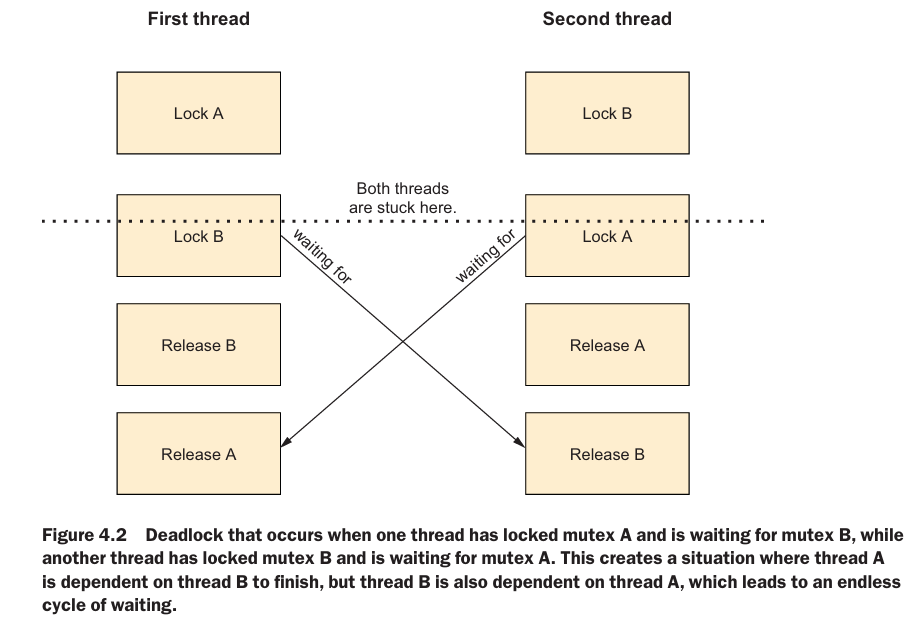 First thread
Second thread
Lock A
Lock B
Both threads
are stuck here.
Lock B
waiting for
waiting for
Lock A
Release B
Release A
Release A
Release B
Figure 4.2 Deadlock that occurs when one thread has locked mutex A and is waiting for mutex B, while
another thread has locked mutex B and is waiting for mutex A. This creates a situation where thread A
is dependent on thread B to finish, but thread B is also dependent on thread A, which leads to an endless
cycle of waiting.